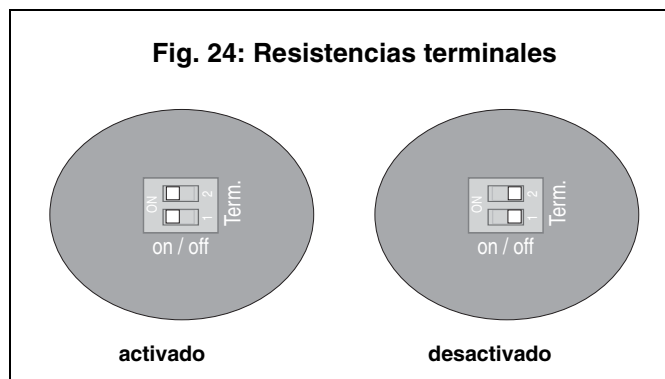 Fig. 24: Resistencias terminales
ON
2
1
Term.
on / off
ON
2
1
Term.
on / off
activado
desactivado